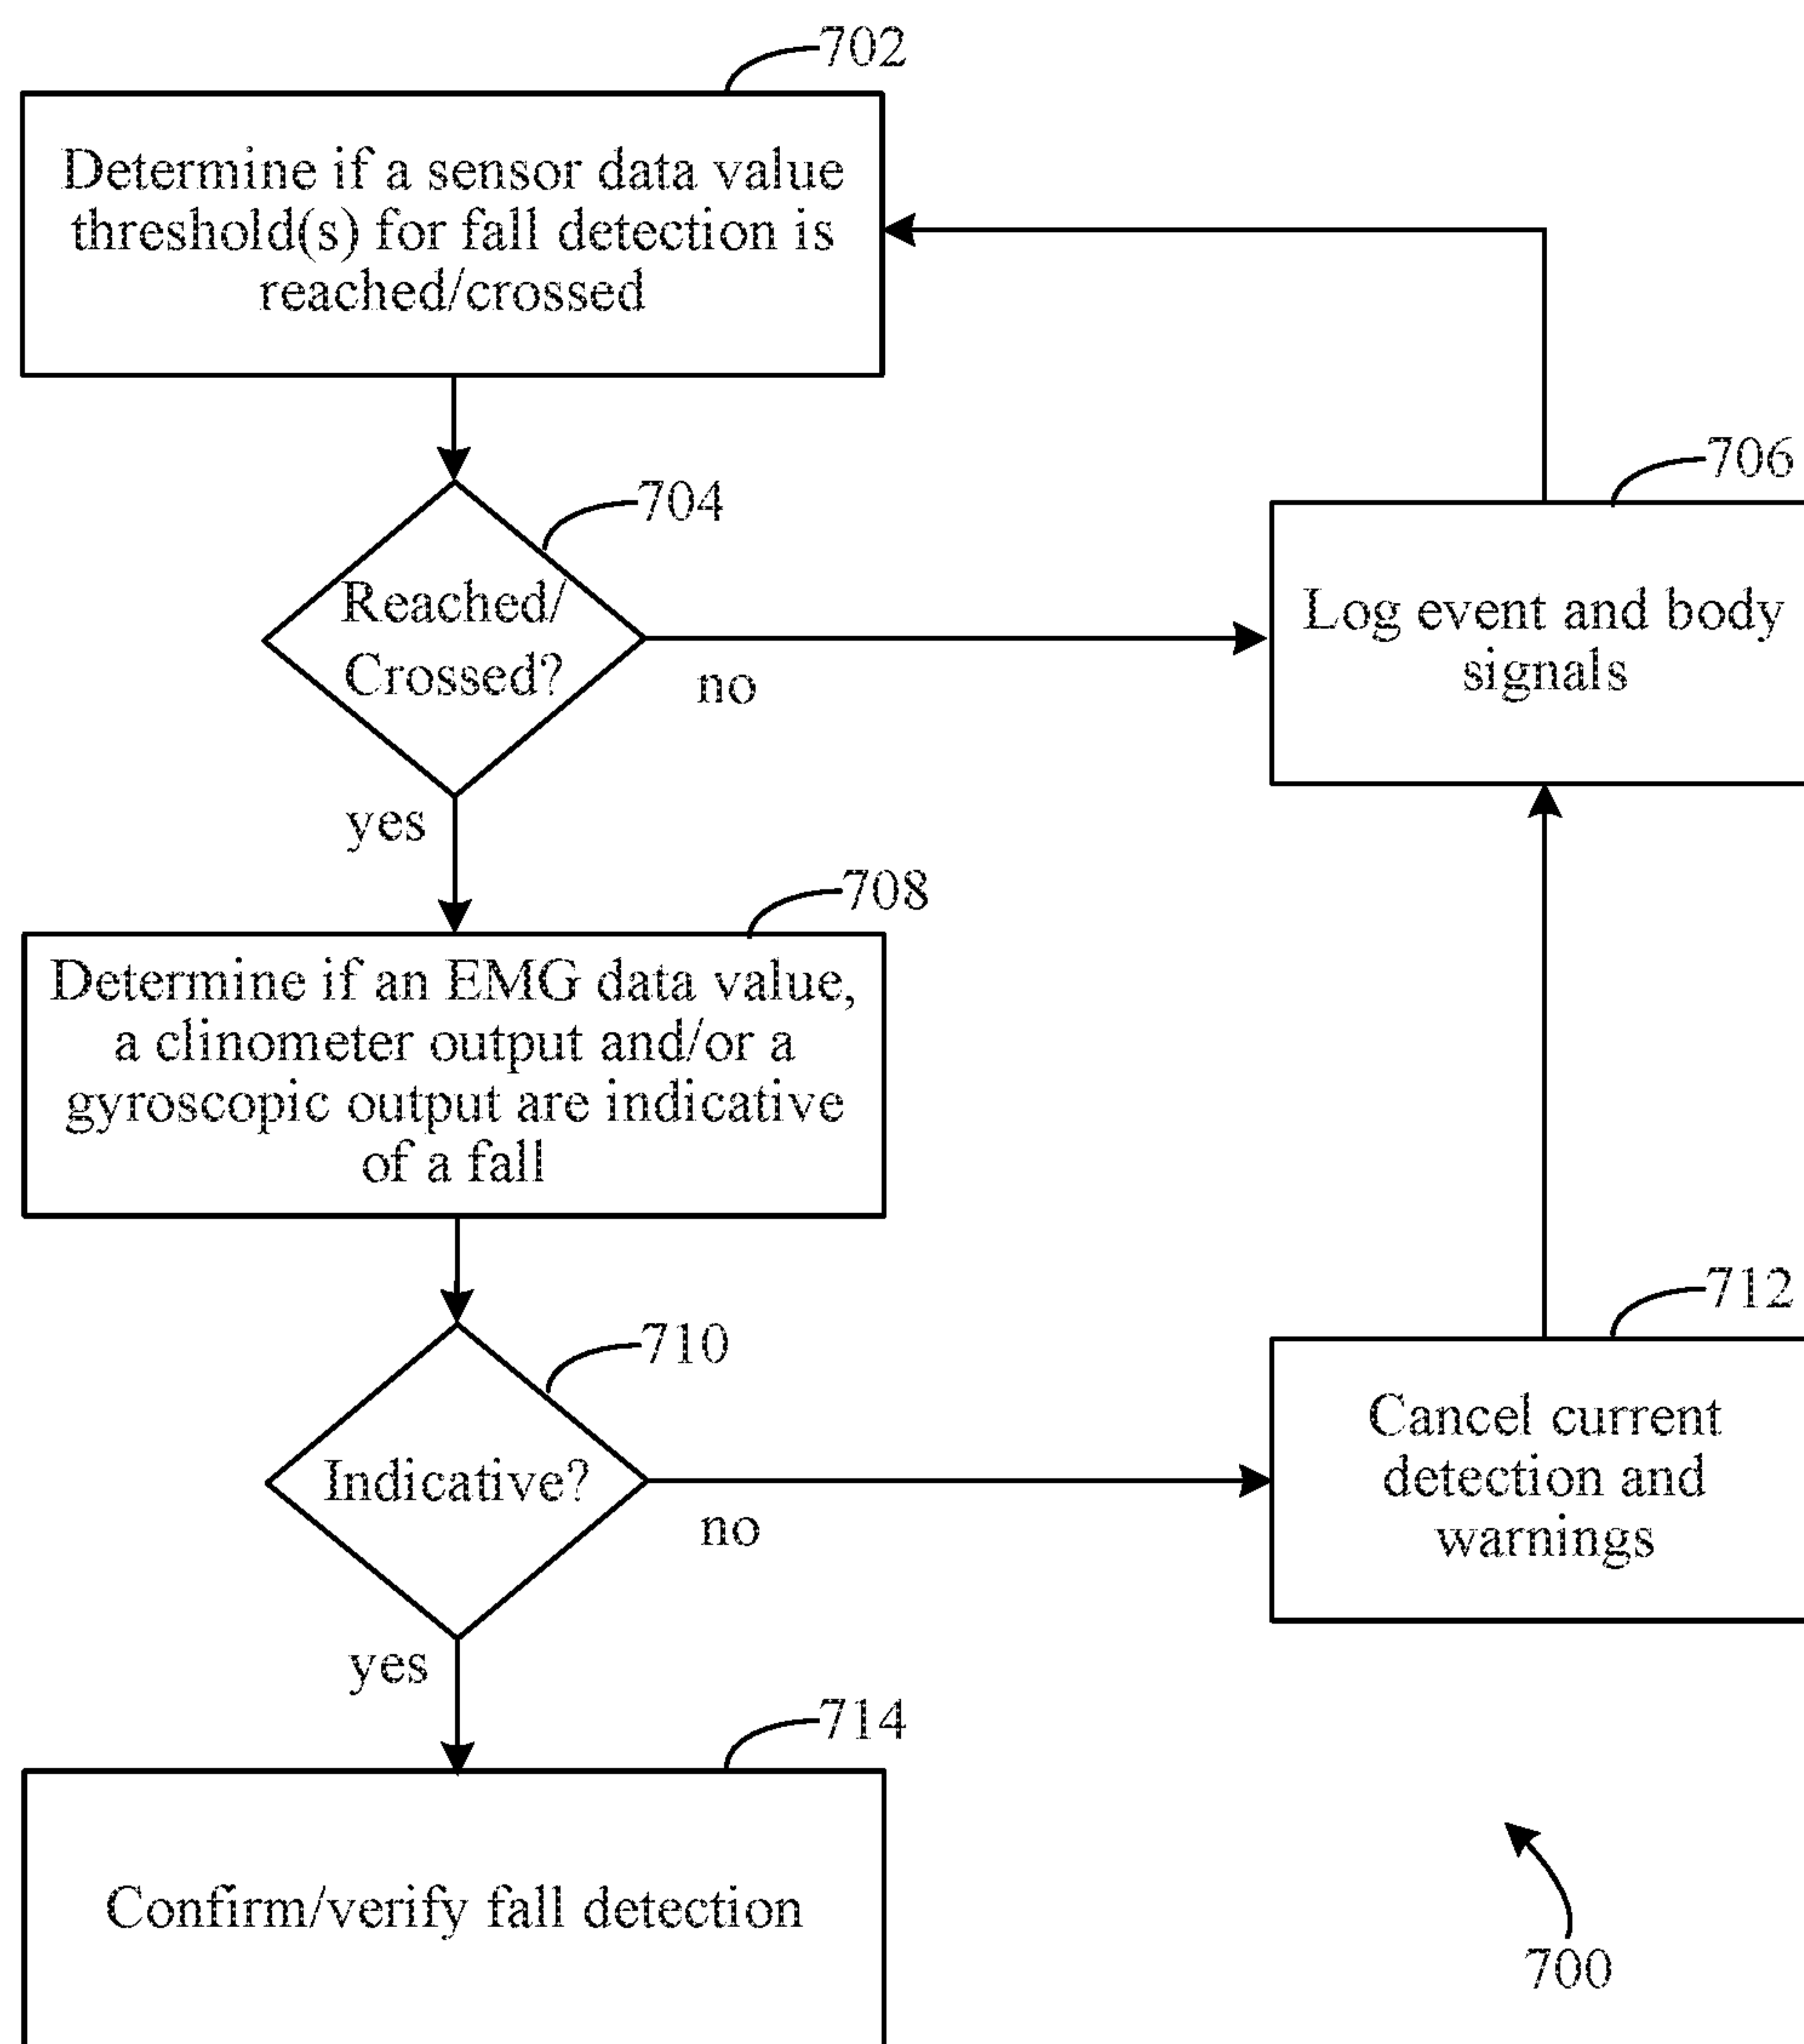 702
Determine if a sensor data value
threshold(s) for fall detection is
reached/crossed
704
Reached/
Crossed?
no
yes
706
Log event and body
signals
708
Determine if an EMG data value,
a clinometer output and/or a
gyroscopic output are indicative
of a fall
710
Indicative?
no
yes
712
Cancel current
detection and
warnings
714
Confirm/verify fall detection
700